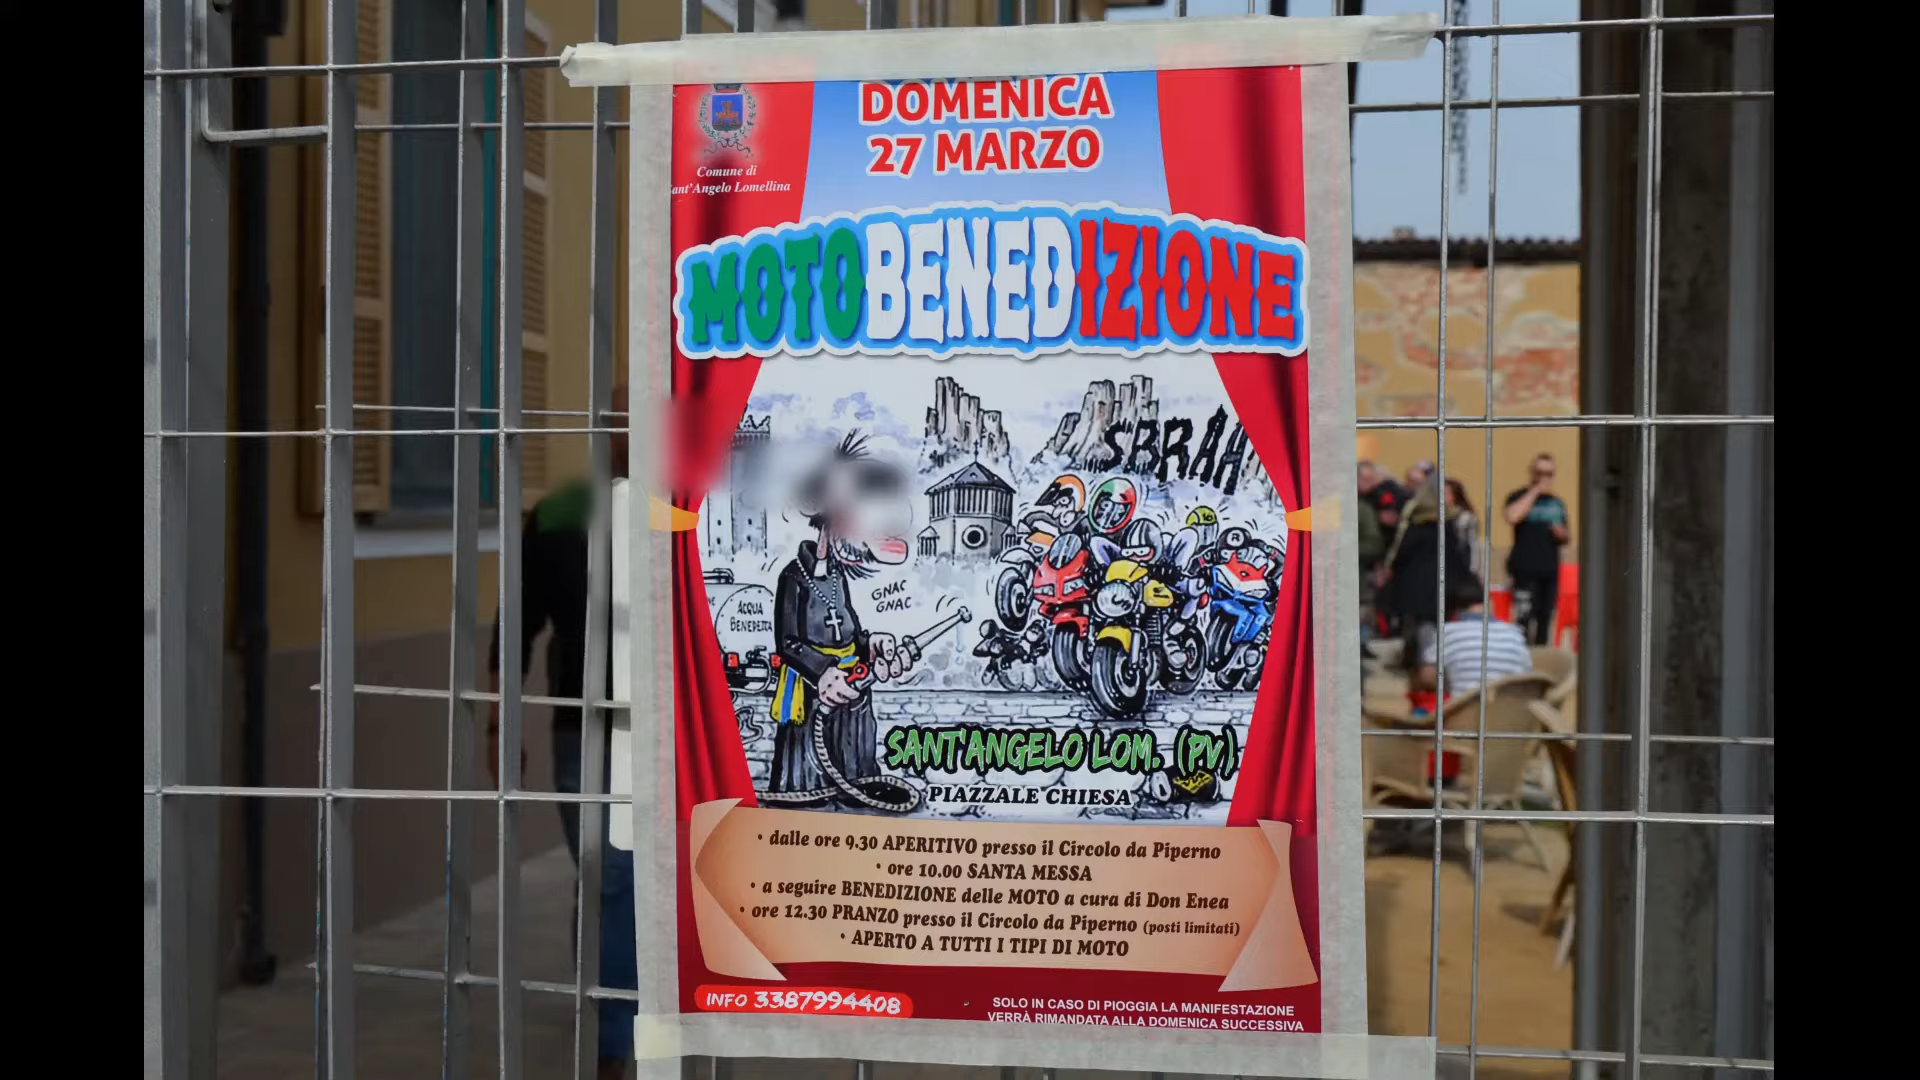 DOMENICA
27 MARZO
Comune di
Sant'Angelo Lomellina
MOTOBENEDIZIONE
SBRAA
GNAC
GNAC
ACQUA
BENEDETTA
SANT'ANGELO LOM. (PV)
PIAZZALE CHIESA
• dalle ore 9.30 APERITIVO presso il Circolo da Piperno
• ore 10.00 SANTA MESSA
• a seguire BENEDIZIONE delle MOTO a cura di Don Enea
• ore 12.30 PRANZO presso il Circolo da Piperno (posti limitati)
• APERTO A TUTTI I TIPI DI MOTO
INFO 3387994408
SOLO IN CASO DI PIOGGIA LA MANIFESTAZIONE
VERRÀ RIMANDATA ALLA DOMENICA SUCCESSIVA